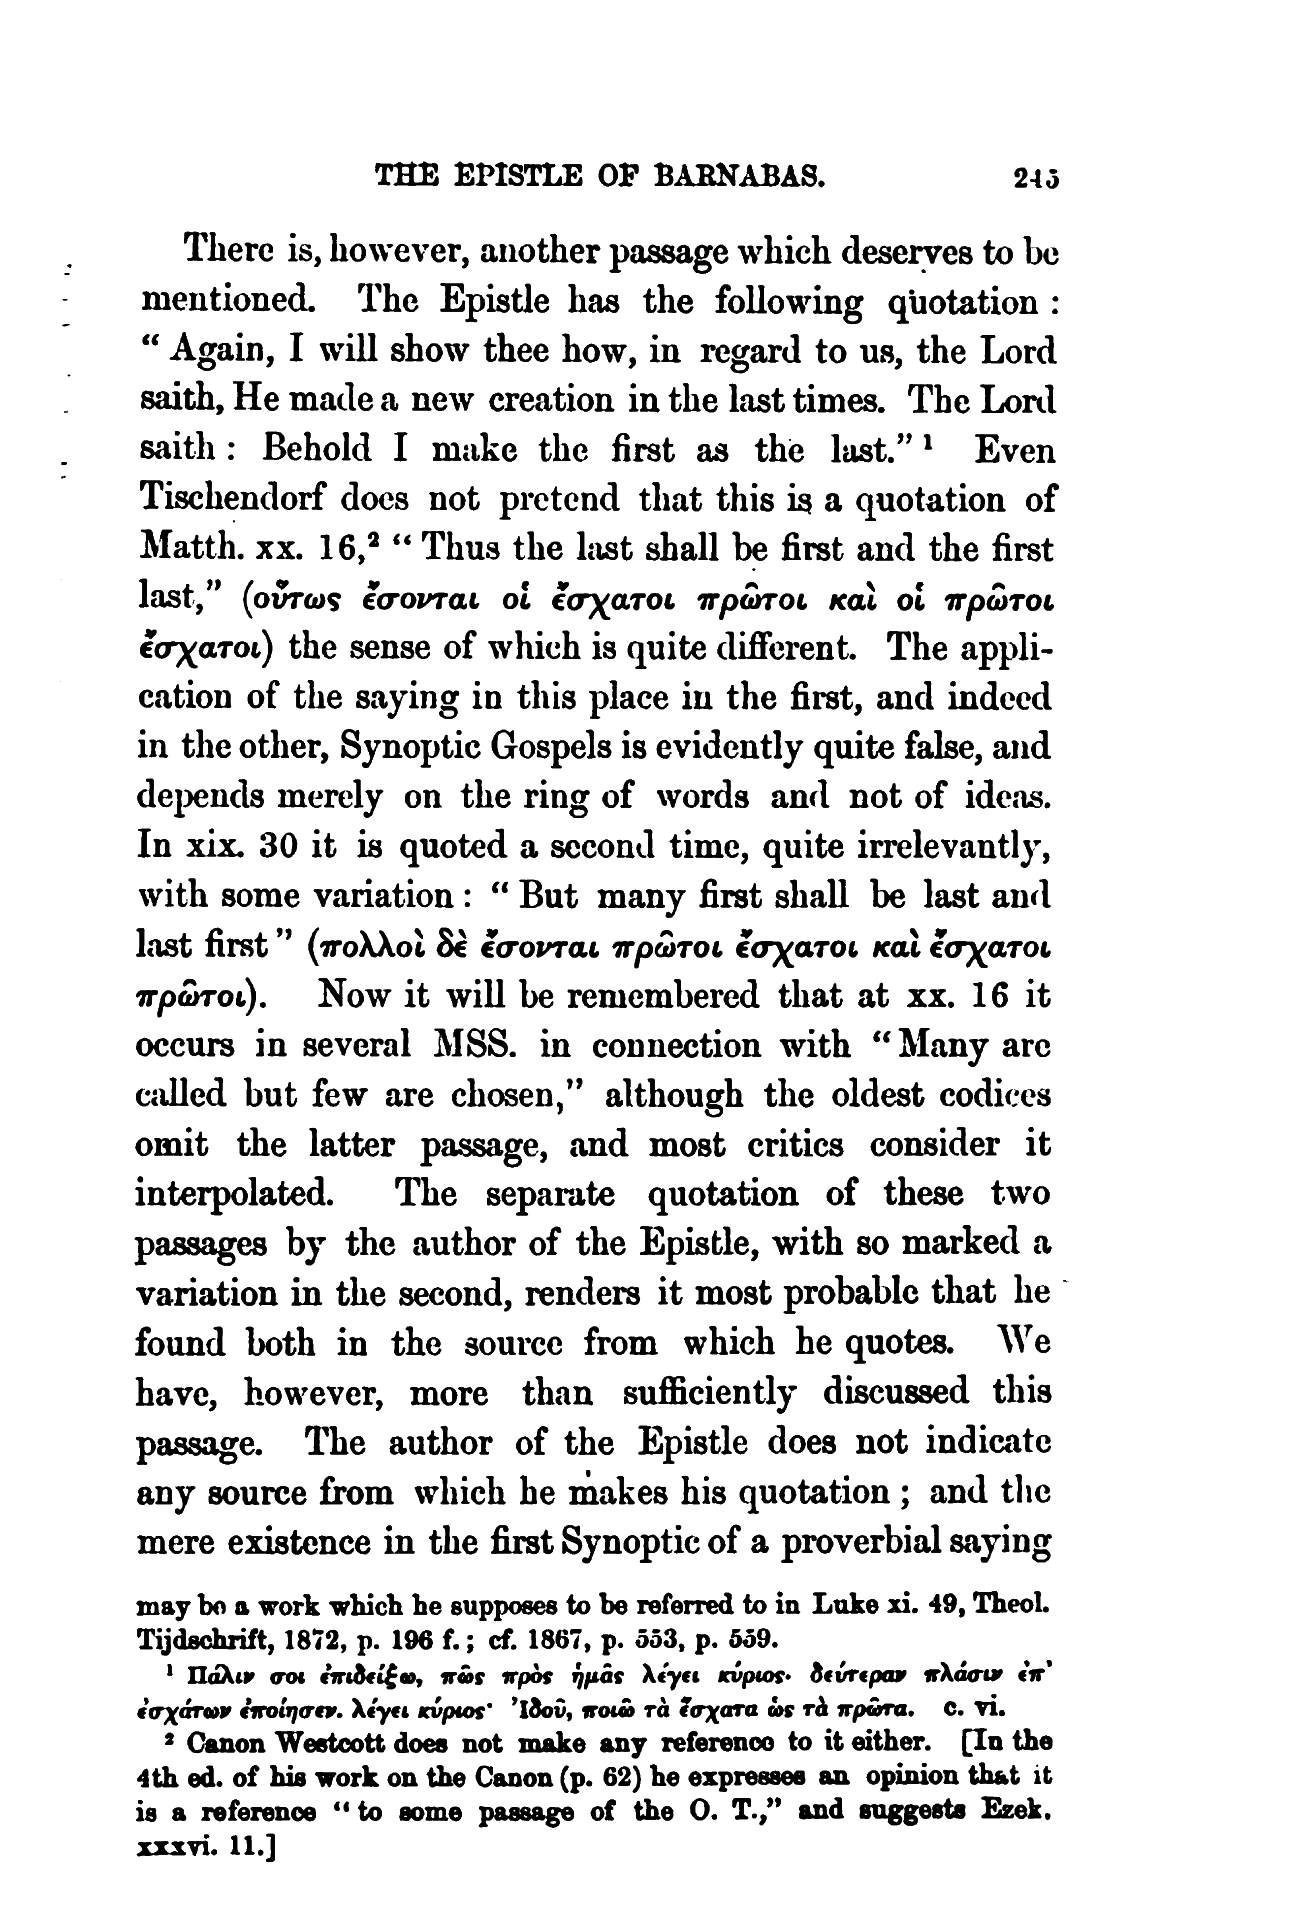 THE EPISTLE OF BARNABAS. 245
There is, however, another passage which deserves to be
mentioned. The Epistle has the following quotation :
“ Again, I will show thee how, in regard to us, the Lord
saith, He made a new creation in the last times. The Lord
saith : Behold I make the first as the last.” ¹ Even
Tischendorf does not pretend that this is a quotation of
Matth. xx. 16,² “ Thus the last shall be first and the first
last,” (οὕτως ἔσονται οἱ ἔσχατοι πρῶτοι καὶ οἱ πρῶτοι
ἔσχατοι) the sense of which is quite different. The appli-
cation of the saying in this place in the first, and indeed
in the other, Synoptic Gospels is evidently quite false, and
depends merely on the ring of words and not of ideas.
In xix. 30 it is quoted a second time, quite irrelevantly,
with some variation : “ But many first shall be last and
last first ” (πολλοὶ δὲ ἔσονται πρῶτοι ἔσχατοι καὶ ἔσχατοι
πρῶτοι). Now it will be remembered that at xx. 16 it
occurs in several MSS. in connection with “ Many are
called but few are chosen,” although the oldest codices
omit the latter passage, and most critics consider it
interpolated. The separate quotation of these two
passages by the author of the Epistle, with so marked a
variation in the second, renders it most probable that he
found both in the source from which he quotes. We
have, however, more than sufficiently discussed this
passage. The author of the Epistle does not indicate
any source from which he makes his quotation ; and the
mere existence in the first Synoptic of a proverbial saying
may be a work which he supposes to be referred to in Luke xi. 49, Theol.
Tijdschrift, 1872, p. 196 f. ; cf. 1867, p. 553, p. 559.
¹ Πάλιν σοι ἐπιδείξω, πῶς πρὸς ἡμᾶς λέγει κύριος· δεύτεραν πλάσιν ἐπ’
ἐσχάτων ἐποίησεν. λέγει κύριος· Ἰδοῦ, ποιῶ τὰ ἔσχατα ὡς τὰ πρῶτα. c. vi.
² Canon Westcott does not make any reference to it either. [In the
4th ed. of his work on the Canon (p. 62) he expresses an opinion that it
is a reference “ to some passage of the O. T.,” and suggests Ezek.
xxxvi. 11.]